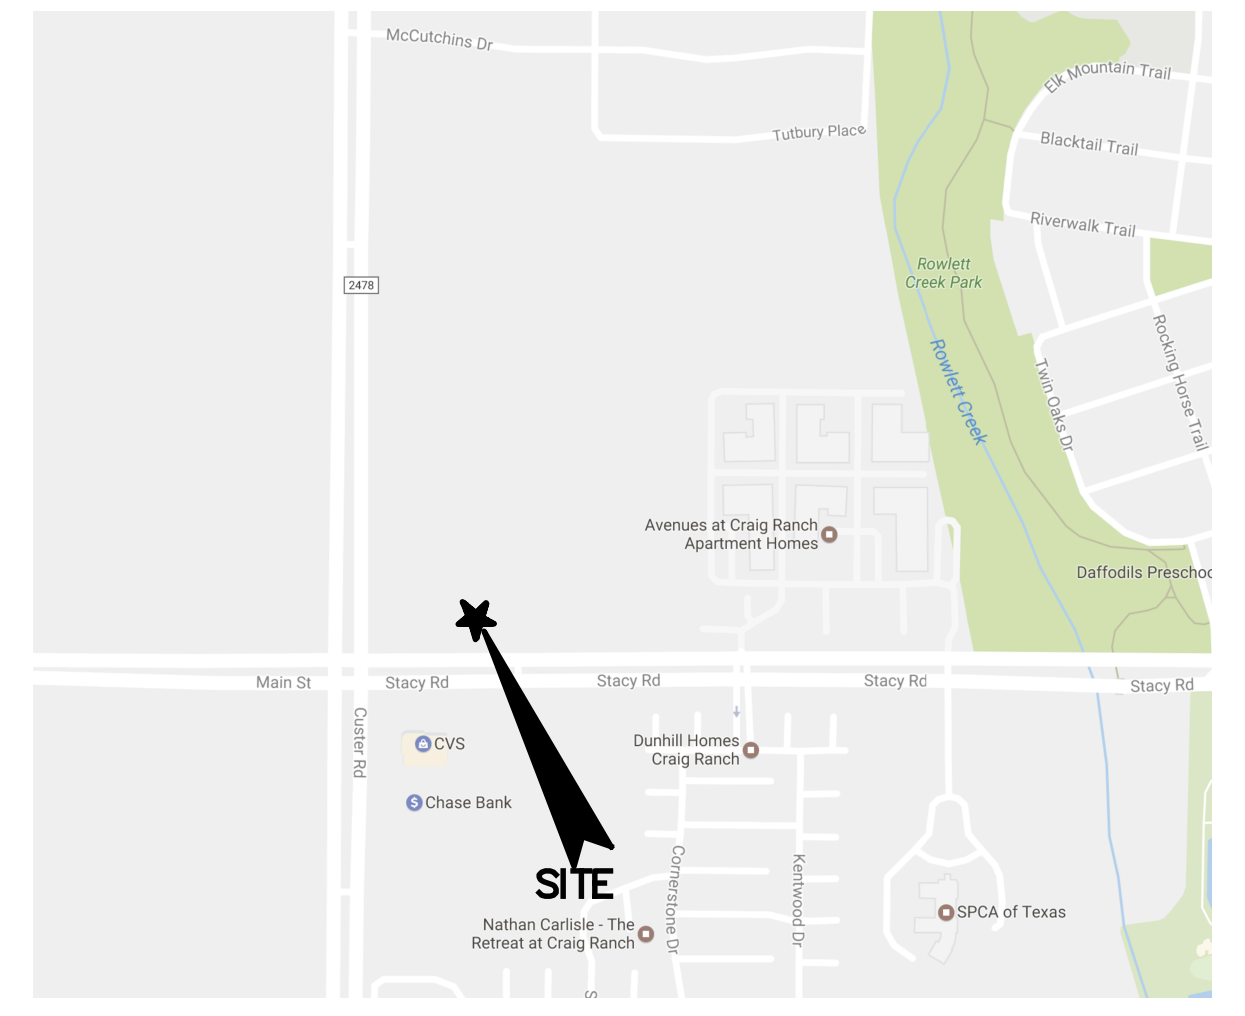 McCutchins Dr
Elk Mountain Trail
Tutbury Place
Blacktail Trail
Riverwalk Trail
Rowlett
Creek Park
2478
Rocking Horse Trail
Rowlett Creek
Twin Oaks Dr
Avenues at Craig Ranch
Apartment Homes
Daffodils Preschoo
Main St
Stacy Rd
Stacy Rd
Stacy Rd
Stacy Rd
Custer Rd
CVS
Dunhill Homes
Craig Ranch
Chase Bank
SITE
Cornerstone Dr
Kentwood Dr
SPCA of Texas
Nathan Carlisle - The
Retreat at Craig Ranch
S